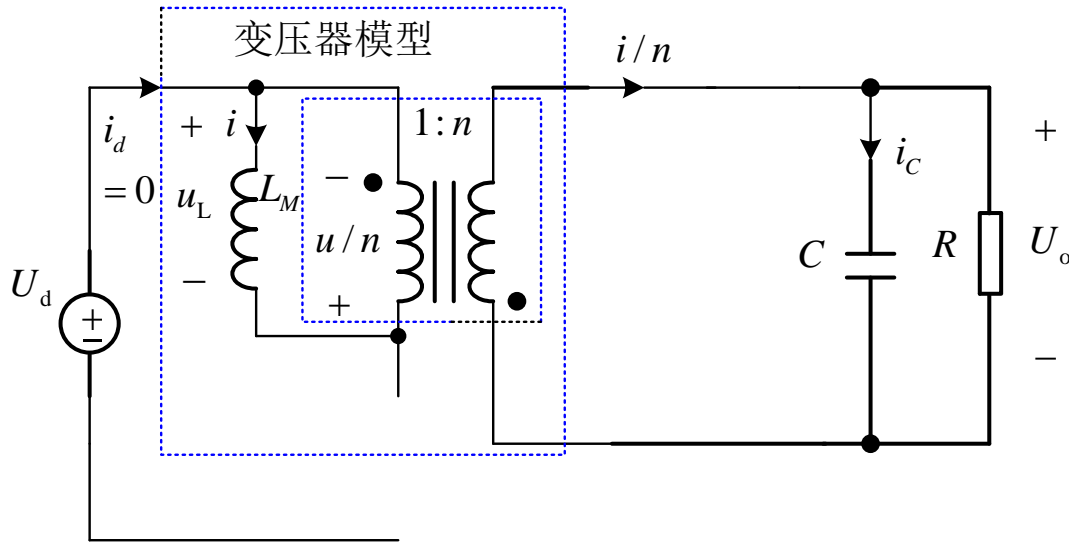 变压器模型
i/n
i_d
=0
+
i
1:n
+
u_L
L_M
−
i_C
u/n
C
R
U_o
−
U_d
+
−
+
−